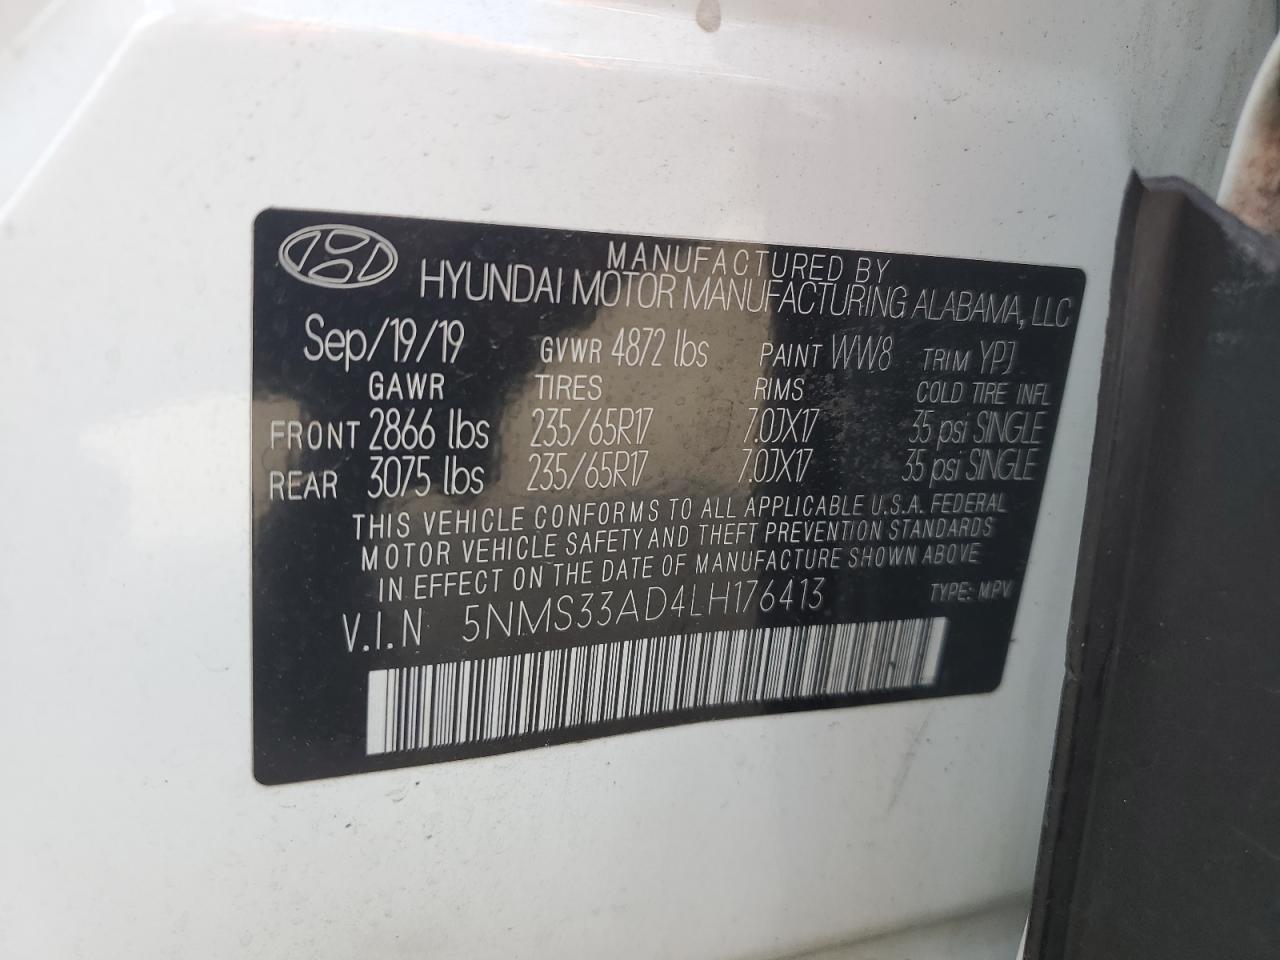 MANUFACTURED BY
HYUNDAI MOTOR MANUFACTURING ALABAMA, LLC
Sep/19/19 GVWR 4872 lbs PAINT WW8 TRIM YPJ
GAWR TIRES RIMS COLD TIRE INFL
FRONT 2866 lbs 235/65R17 7.0JX17 35 psi SINGLE
REAR 3075 lbs 235/65R17 7.0JX17 35 psi SINGLE
THIS VEHICLE CONFORMS TO ALL APPLICABLE U.S.A. FEDERAL
MOTOR VEHICLE SAFETY AND THEFT PREVENTION STANDARDS
IN EFFECT ON THE DATE OF MANUFACTURE SHOWN ABOVE
V.I.N 5NMS33AD4LH176413 TYPE: MPV